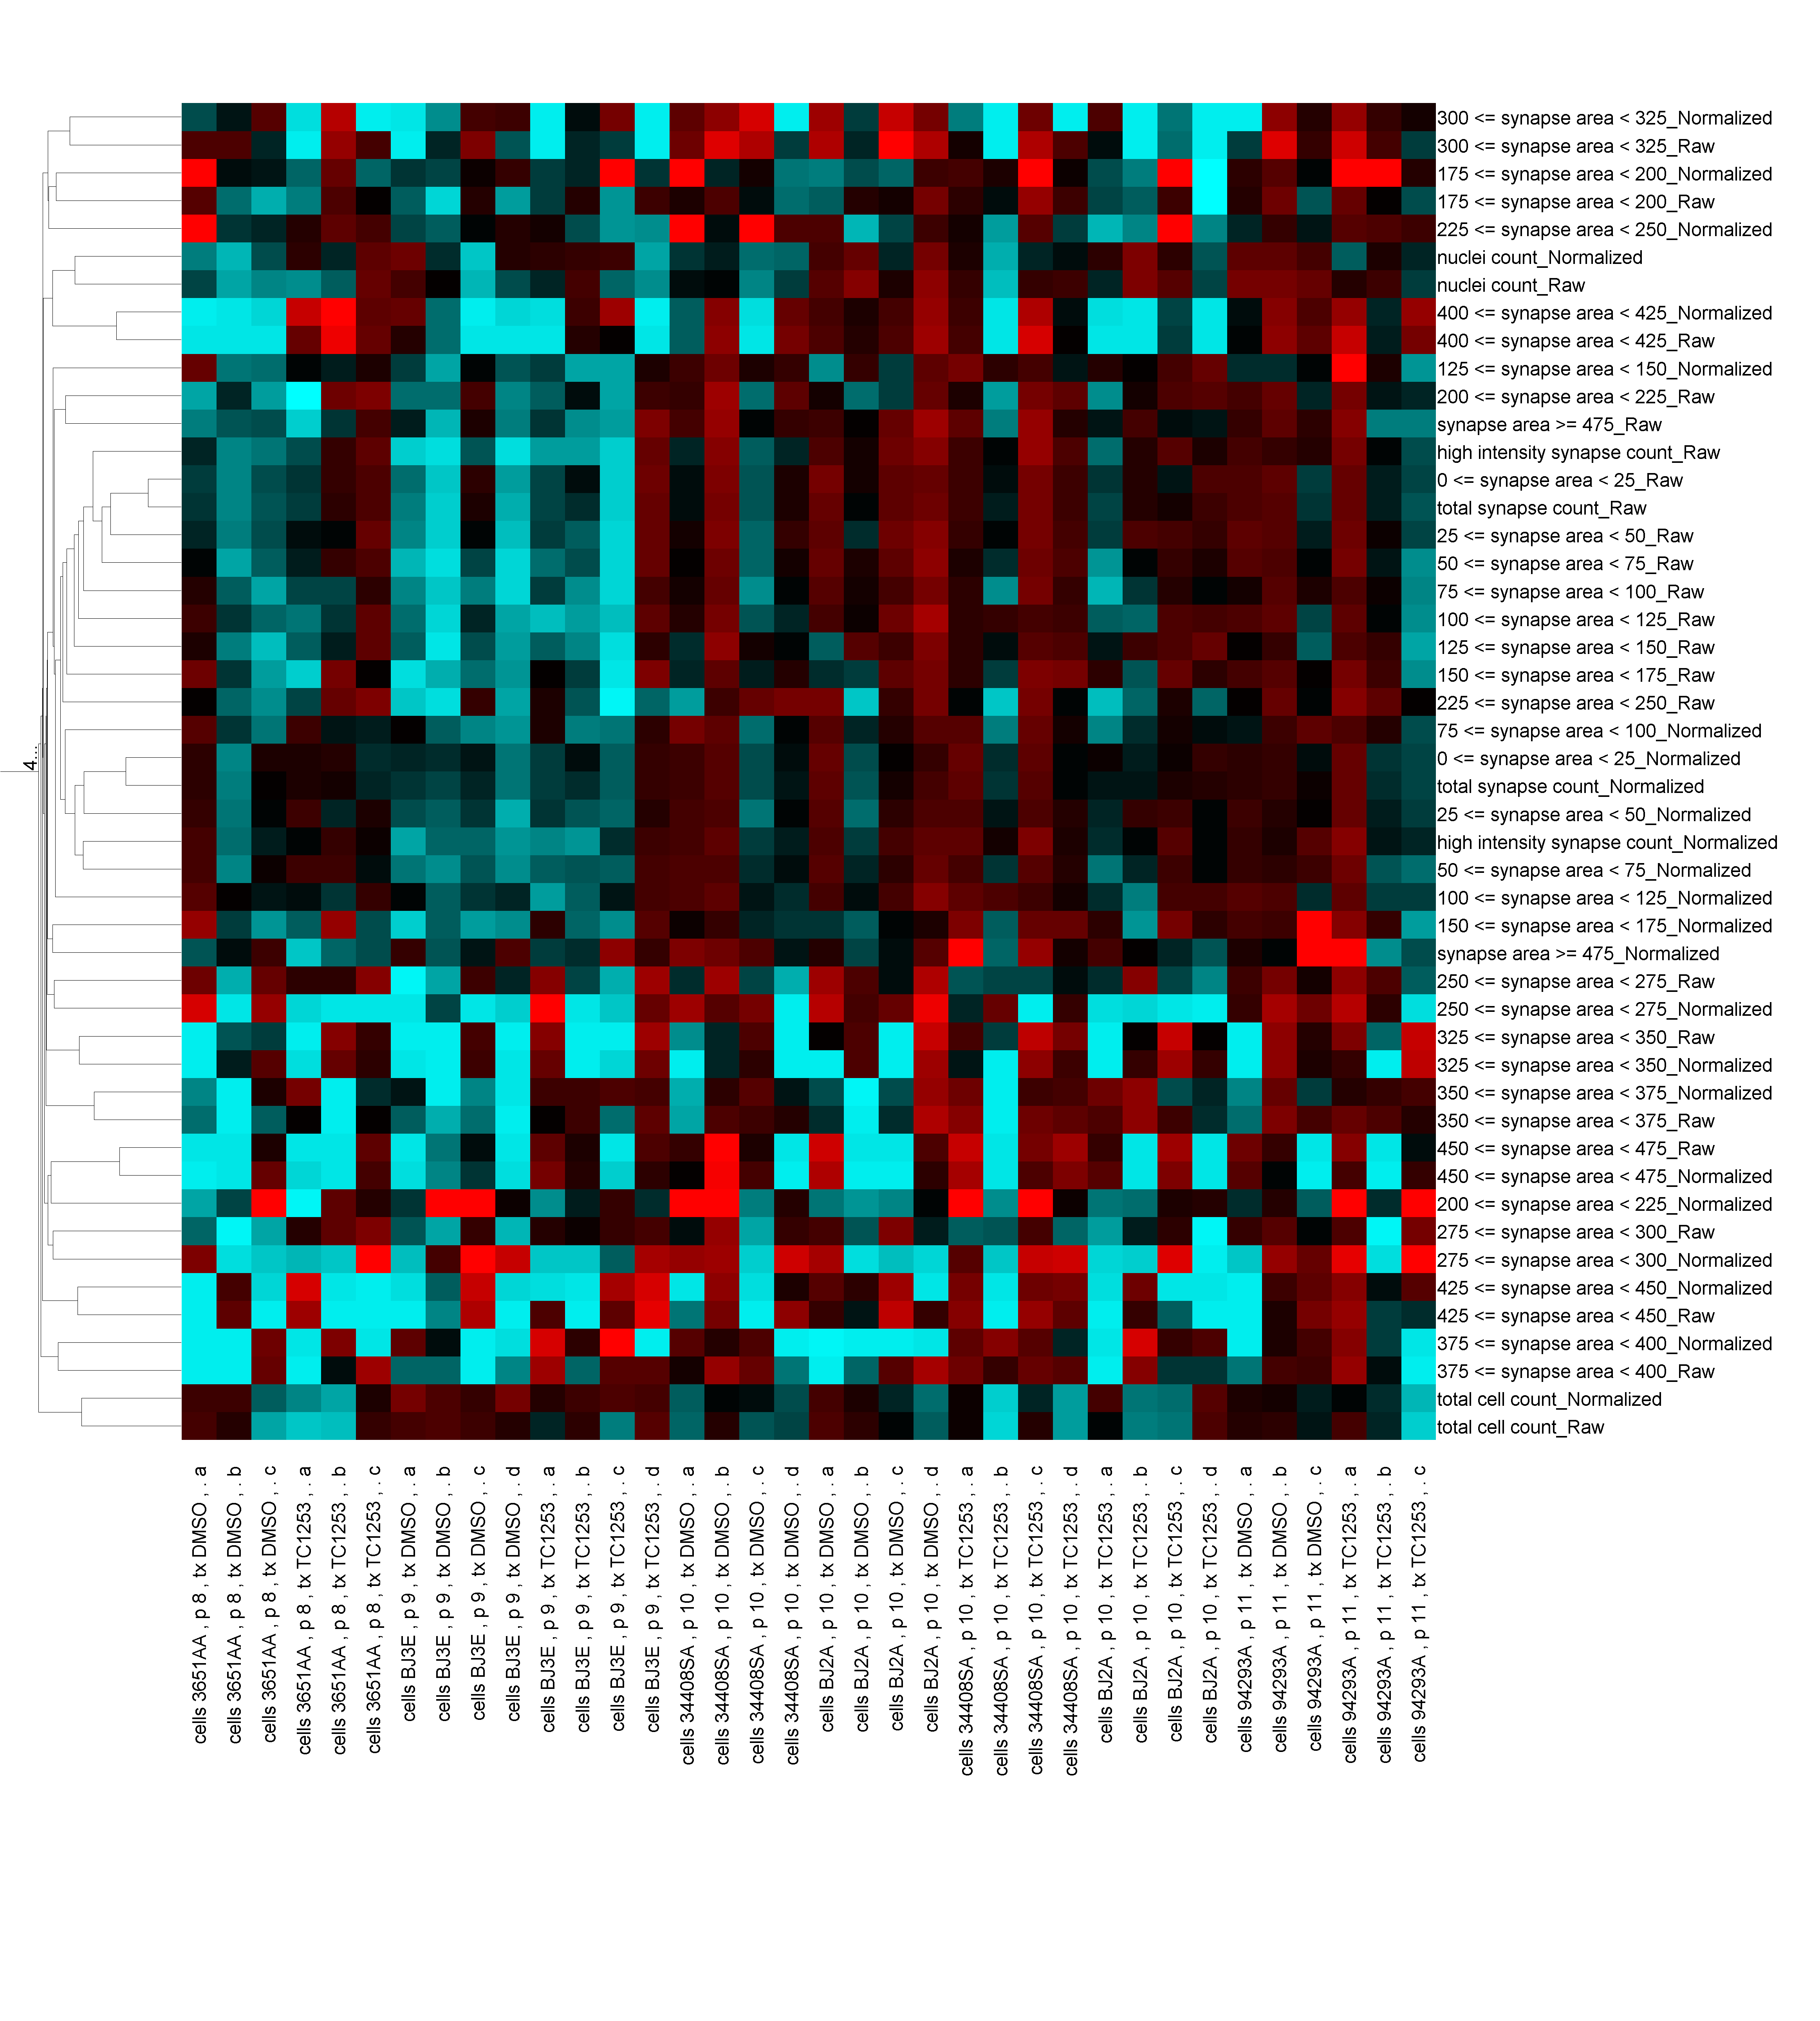 300 <= synapse area < 325_Normalized
300 <= synapse area < 325_Raw
175 <= synapse area < 200_Normalized
175 <= synapse area < 200_Raw
225 <= synapse area < 250_Normalized
nuclei count_Normalized
nuclei count_Raw
400 <= synapse area < 425_Normalized
400 <= synapse area < 425_Raw
125 <= synapse area < 150_Normalized
200 <= synapse area < 225_Raw
synapse area >= 475_Raw
high intensity synapse count_Raw
0 <= synapse area < 25_Raw
total synapse count_Raw
25 <= synapse area < 50_Raw
50 <= synapse area < 75_Raw
75 <= synapse area < 100_Raw
100 <= synapse area < 125_Raw
125 <= synapse area < 150_Raw
150 <= synapse area < 175_Raw
225 <= synapse area < 250_Raw
75 <= synapse area < 100_Normalized
4...
0 <= synapse area < 25_Normalized
total synapse count_Normalized
25 <= synapse area < 50_Normalized
high intensity synapse count_Normalized
50 <= synapse area < 75_Normalized
100 <= synapse area < 125_Normalized
150 <= synapse area < 175_Normalized
synapse area >= 475_Normalized
250 <= synapse area < 275_Raw
250 <= synapse area < 275_Normalized
325 <= synapse area < 350_Raw
325 <= synapse area < 350_Normalized
350 <= synapse area < 375_Normalized
350 <= synapse area < 375_Raw
450 <= synapse area < 475_Raw
450 <= synapse area < 475_Normalized
200 <= synapse area < 225_Normalized
275 <= synapse area < 300_Raw
275 <= synapse area < 300_Normalized
425 <= synapse area < 450_Normalized
425 <= synapse area < 450_Raw
375 <= synapse area < 400_Normalized
375 <= synapse area < 400_Raw
total cell count_Normalized
total cell count_Raw
cells 3651AA , p 8 , tx DMSO , . a
cells 3651AA , p 8 , tx DMSO , . b
cells 3651AA , p 8 , tx DMSO , . c
cells 3651AA , p 8 , tx TC1253 , . a
cells 3651AA , p 8 , tx TC1253 , . b
cells 3651AA , p 8 , tx TC1253 , . c
cells BJ3E , p 9 , tx DMSO , . a
cells BJ3E , p 9 , tx DMSO , . b
cells BJ3E , p 9 , tx DMSO , . c
cells BJ3E , p 9 , tx DMSO , . d
cells BJ3E , p 9 , tx TC1253 , . a
cells BJ3E , p 9 , tx TC1253 , . b
cells BJ3E , p 9 , tx TC1253 , . c
cells BJ3E , p 9 , tx TC1253 , . d
cells 34408SA , p 10 , tx DMSO , . a
cells 34408SA , p 10 , tx DMSO , . b
cells 34408SA , p 10 , tx DMSO , . c
cells 34408SA , p 10 , tx DMSO , . d
cells BJ2A , p 10 , tx DMSO , . a
cells BJ2A , p 10 , tx DMSO , . b
cells BJ2A , p 10 , tx DMSO , . c
cells BJ2A , p 10 , tx DMSO , . d
cells 34408SA , p 10 , tx TC1253 , . a
cells 34408SA , p 10 , tx TC1253 , . b
cells 34408SA , p 10 , tx TC1253 , . c
cells 34408SA , p 10 , tx TC1253 , . d
cells BJ2A , p 10 , tx TC1253 , . a
cells BJ2A , p 10 , tx TC1253 , . b
cells BJ2A , p 10 , tx TC1253 , . c
cells BJ2A , p 10 , tx TC1253 , . d
cells 94293A , p 11 , tx DMSO , . a
cells 94293A , p 11 , tx DMSO , . b
cells 94293A , p 11 , tx DMSO , . c
cells 94293A , p 11 , tx TC1253 , . a
cells 94293A , p 11 , tx TC1253 , . b
cells 94293A , p 11 , tx TC1253 , . c